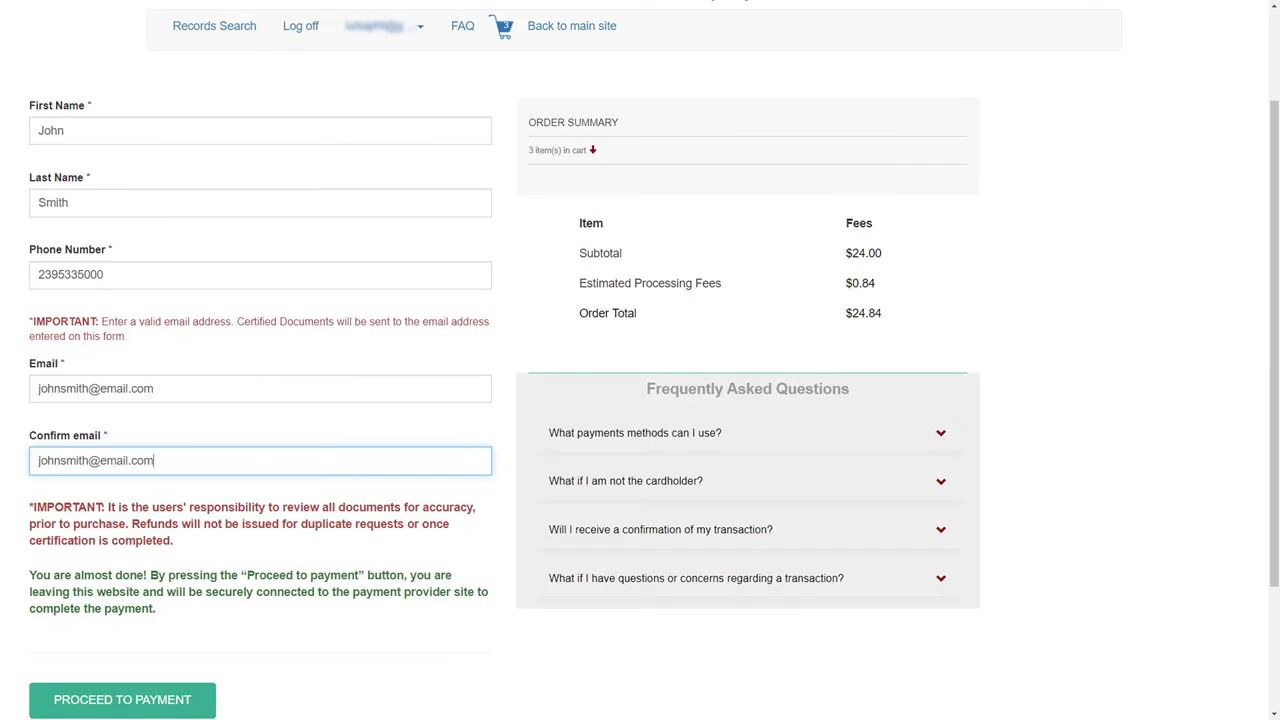 Records Search Log off FAQ 3 Back to main site
First Name *
John
Last Name *
Smith
Phone Number *
2395335000
*IMPORTANT: Enter a valid email address. Certified Documents will be sent to the email address
entered on this form.
Email *
johnsmith@email.com
Confirm email *
johnsmith@email.com
*IMPORTANT: It is the users' responsibility to review all documents for accuracy,
prior to purchase. Refunds will not be issued for duplicate requests or once
certification is completed.
You are almost done! By pressing the “Proceed to payment” button, you are
leaving this website and will be securely connected to the payment provider site to
complete the payment.
PROCEED TO PAYMENT
ORDER SUMMARY
3 item(s) in cart
Item Fees
Subtotal $24.00
Estimated Processing Fees $0.84
Order Total $24.84
Frequently Asked Questions
What payments methods can I use?
What if I am not the cardholder?
Will I receive a confirmation of my transaction?
What if I have questions or concerns regarding a transaction?